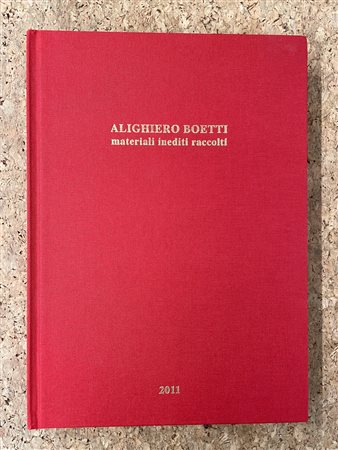 ALIGHIERO BOETTI
materiali inediti raccolti
2011